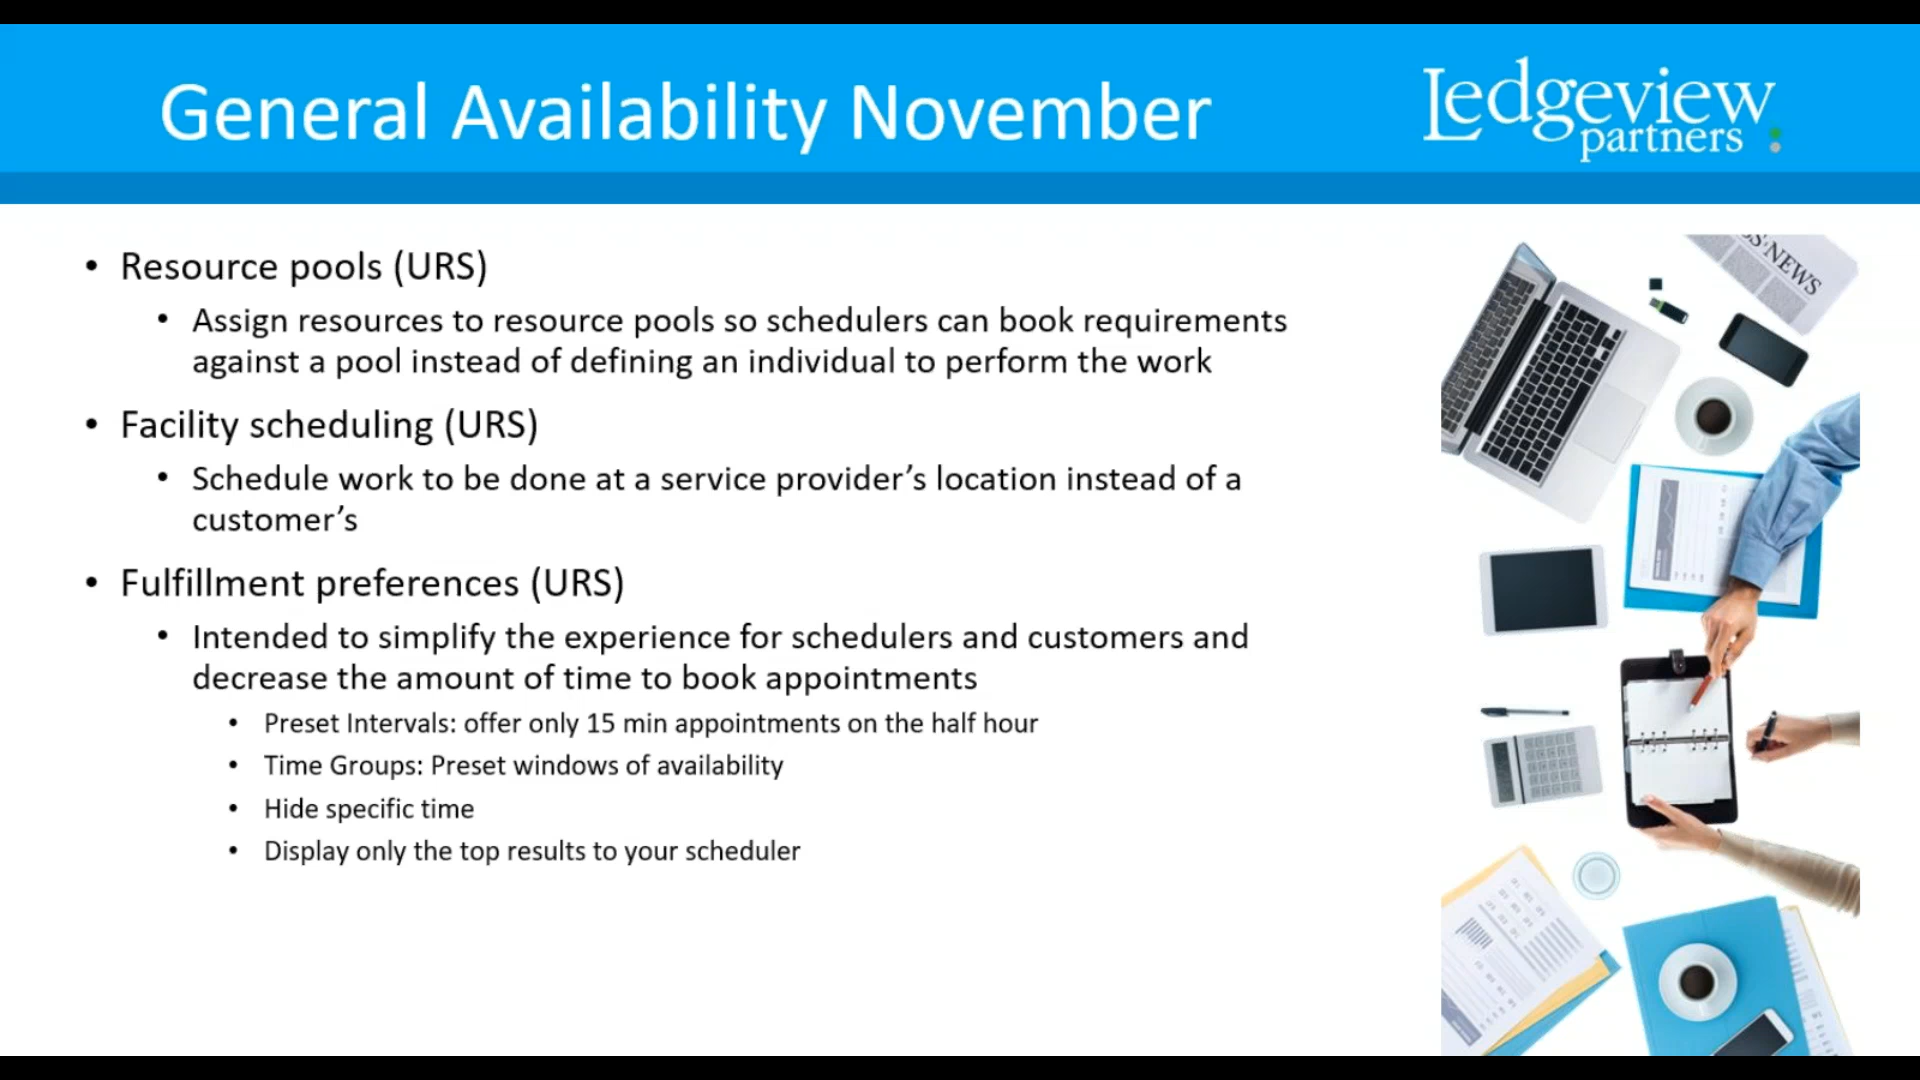 General Availability November
Ledgeview
partners
• Resource pools (URS)
• Assign resources to resource pools so schedulers can book requirements
against a pool instead of defining an individual to perform the work
• Facility scheduling (URS)
• Schedule work to be done at a service provider’s location instead of a
customer’s
• Fulfillment preferences (URS)
• Intended to simplify the experience for schedulers and customers and
decrease the amount of time to book appointments
• Preset Intervals: offer only 15 min appointments on the half hour
• Time Groups: Preset windows of availability
• Hide specific time
• Display only the top results to your scheduler
NEWS